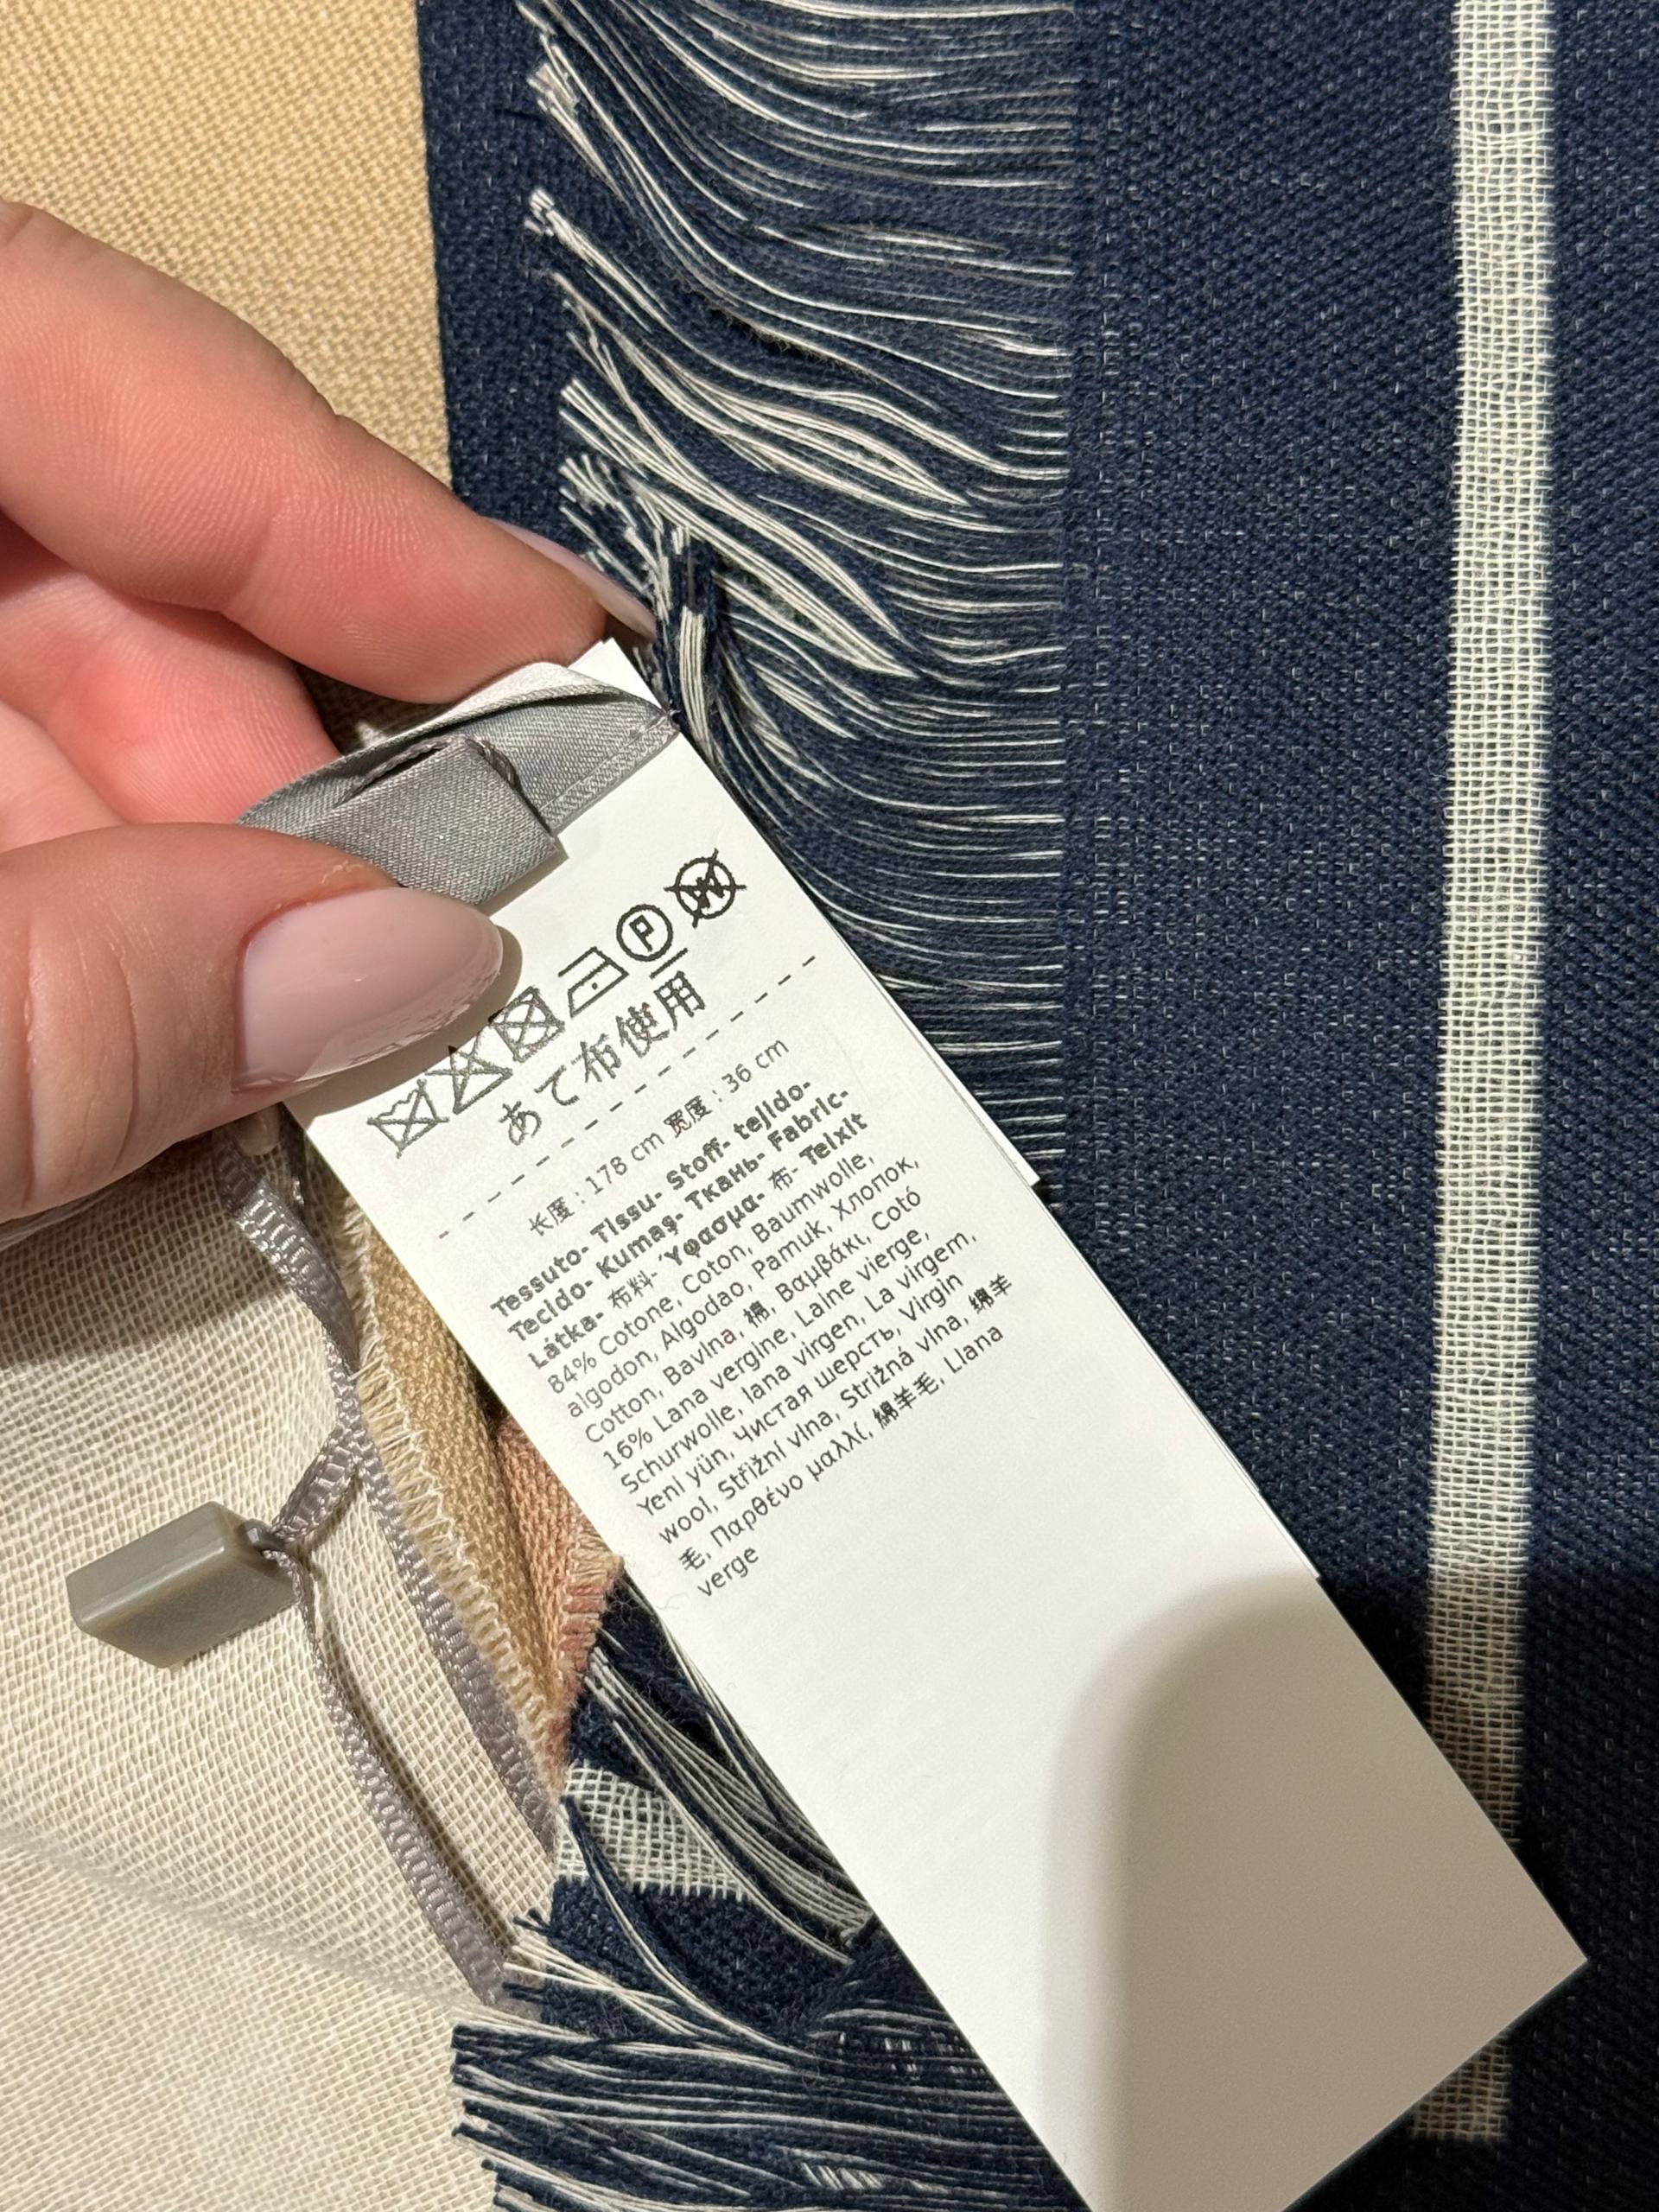 P
W
あて布使用
长度 : 178 cm 宽度 : 36 cm
Tessuto- Tissu- Stoff- tejido-
Tecido- Kumaş- Ткань- Fabric-
Látka- 布料- Ύφασμα- 布- Teixit
84% Cotone, Coton, Baumwolle,
algodon, Algodao, Pamuk, Хлопок,
Cotton, Bavlna, 棉, Βαμβάκι, Cotó
16% Lana vergine, Laine vierge,
Schurwolle, lana virgen, La virgem,
Yeni yün, Чистая шерсть, Virgin
wool, Střižní vlna, Strižná vlna, 绵羊
毛, Παρθένο μαλλί, 綿羊毛, Llana
verge